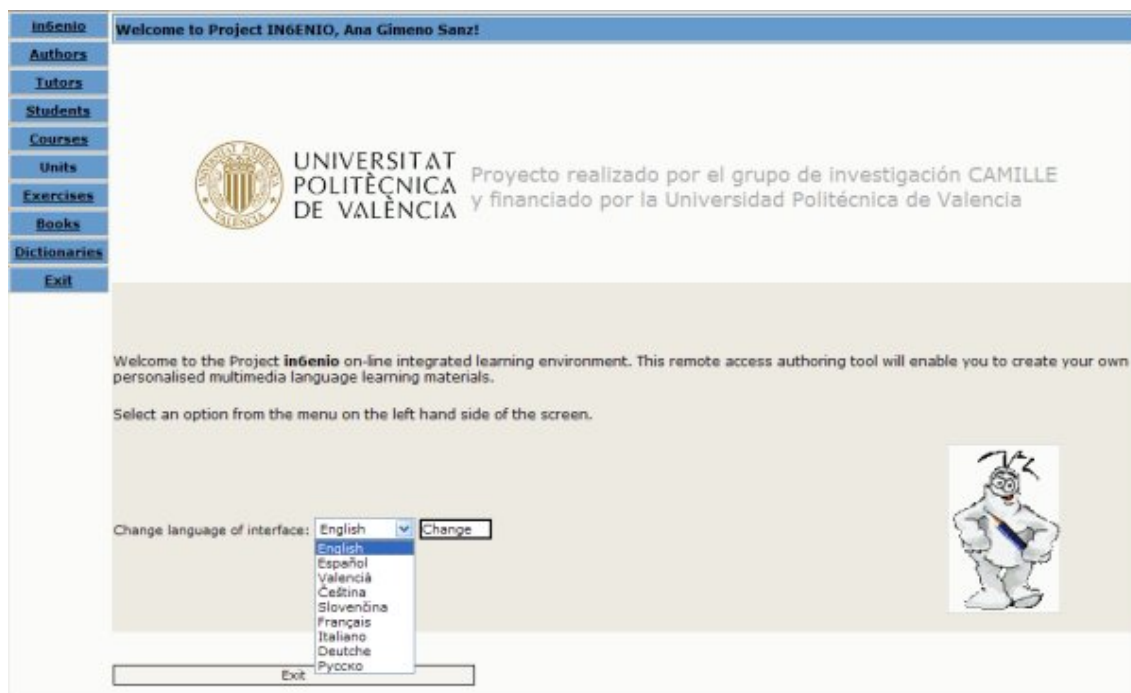 in6enio
Welcome to Project IN6ENIO, Ana Gimeno Sanz!
Authors
Tutors
Students
Courses
Units
Exercises
Books
Dictionaries
Exit
UNIVERSITAT
POLITÈCNICA
DE VALÈNCIA
Proyecto realizado por el grupo de investigación CAMILLE
y financiado por la Universidad Politécnica de Valencia
Welcome to the Project in6enio on-line integrated learning environment. This remote access authoring tool will enable you to create your own
personalised multimedia language learning materials.
Select an option from the menu on the left hand side of the screen.
Change language of interface: English Change
English
Español
Valencià
Čeština
Slovenčina
Français
Italiano
Deutche
Русско
Exit